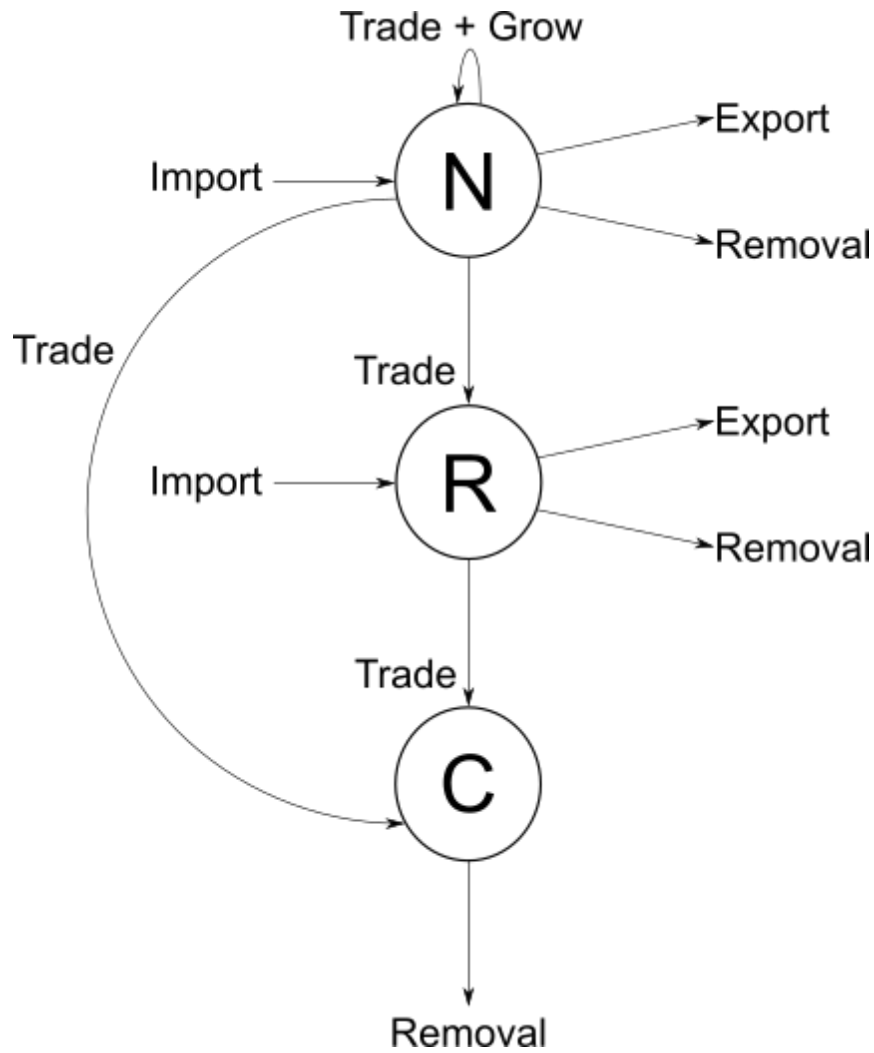 Trade + Grow
Export
Import
N
Removal
Trade
Trade
Export
Import
R
Removal
Trade
C
Removal